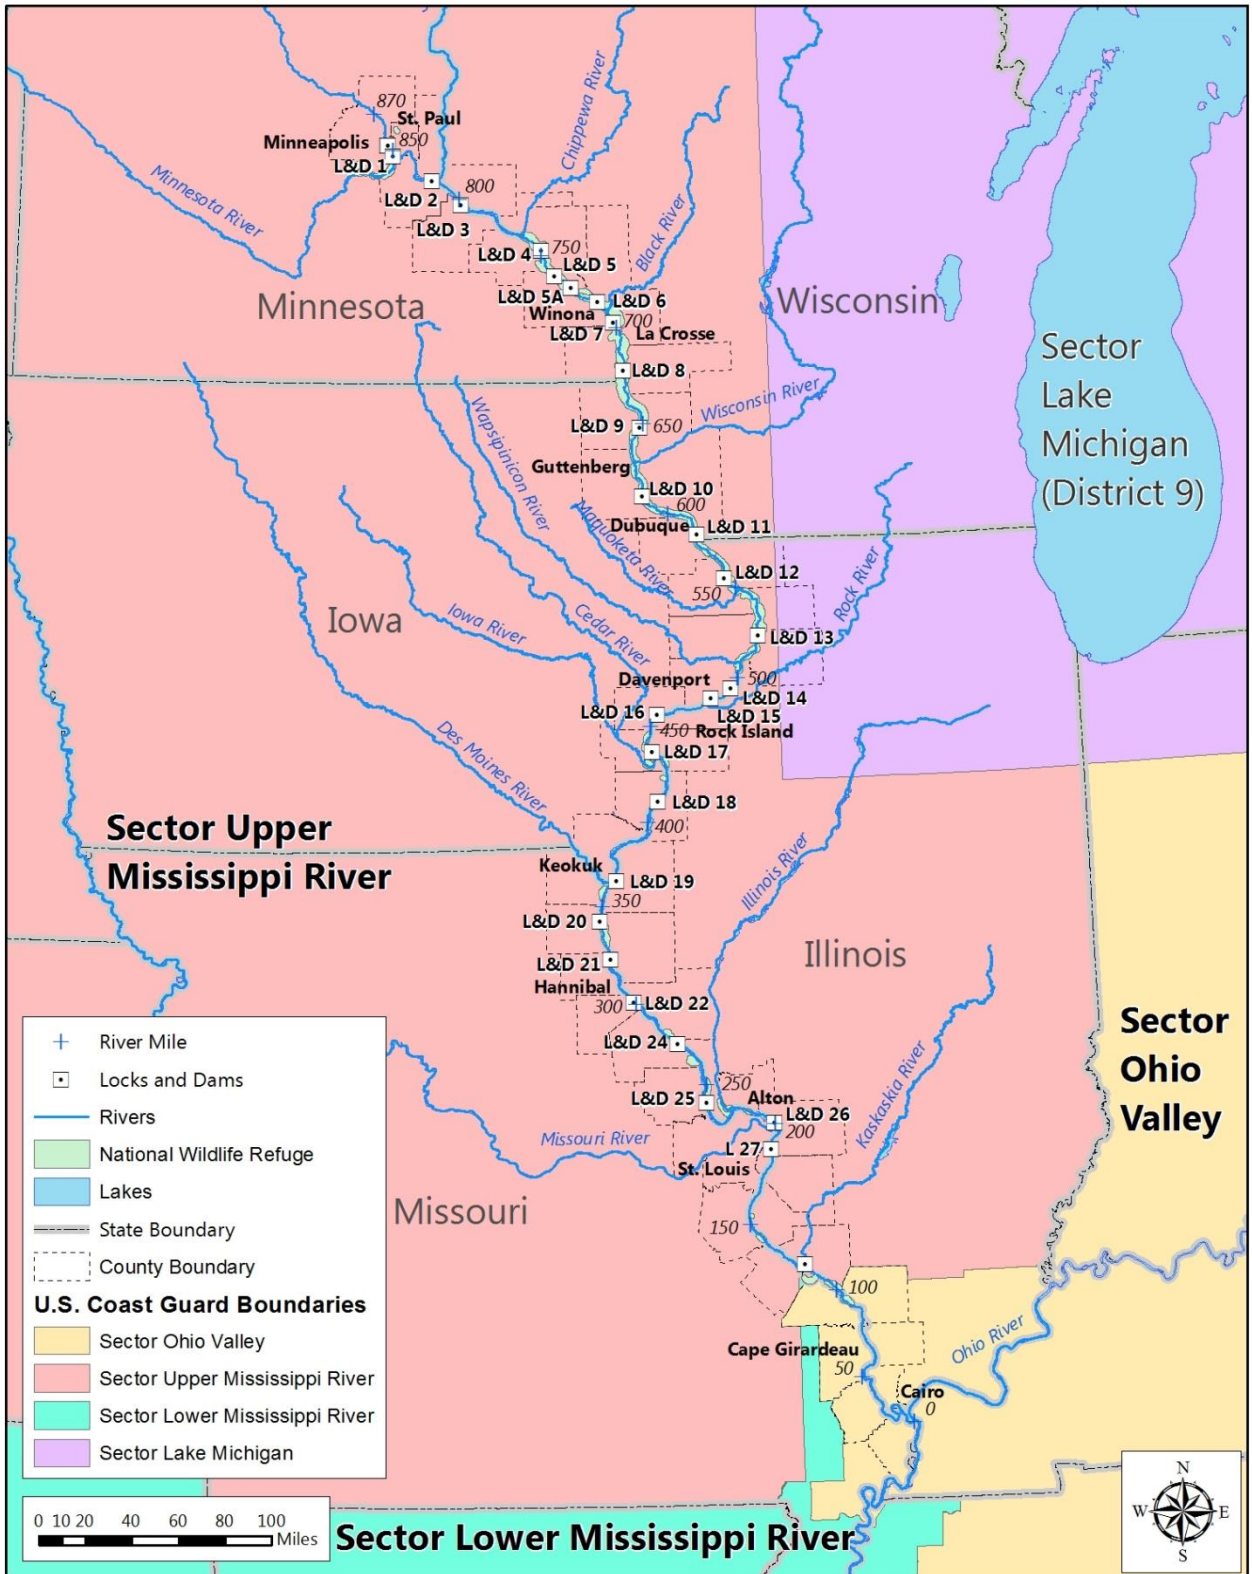 870
St. Paul
Minneapolis
850
L&D 1
Chippewa River
Minnesota River
L&D 2
800
L&D 3
Black River
L&D 4
750
L&D 5
L&D 5A
L&D 6
Winona
Minnesota
Wisconsin
L&D 7
700
La Crosse
Sector
Lake
Michigan
(District 9)
L&D 8
Wapsipinicon River
Wisconsin River
L&D 9
650
Guttenberg
L&D 10
600
Maquoketa River
Dubuque
L&D 11
L&D 12
550
Rock River
Iowa
Iowa River
Cedar River
L&D 13
Davenport
500
L&D 14
L&D 16
L&D 15
450
Rock Island
Des Moines River
L&D 17
L&D 18
400
Sector Upper
Mississippi River
Illinois River
Keokuk
L&D 19
350
L&D 20
Illinois
L&D 21
Hannibal
300
L&D 22
Sector
Ohio
Valley
L&D 24
Kaskaskia River
250
L&D 25
Alton
L&D 26
200
Missouri River
L 27
St. Louis
Missouri
150
100
Ohio River
Cape Girardeau
50
Cairo
0
River Mile
Locks and Dams
Rivers
National Wildlife Refuge
Lakes
State Boundary
County Boundary
U.S. Coast Guard Boundaries
Sector Ohio Valley
Sector Upper Mississippi River
Sector Lower Mississippi River
Sector Lake Michigan
0 10 20 40 60 80 100
Miles
Sector Lower Mississippi River
N
W E
S